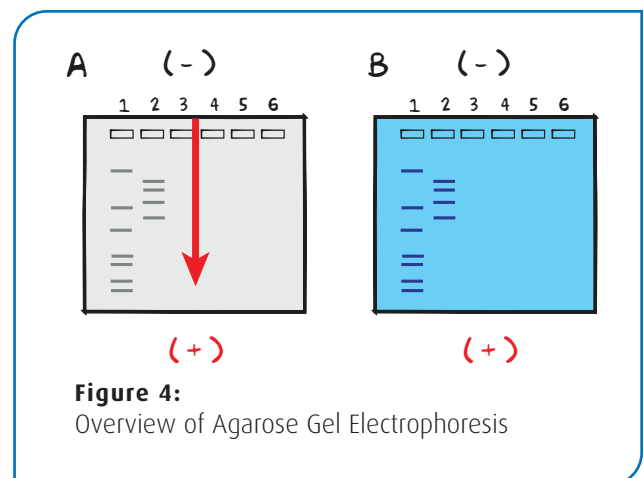 A (-) B (-)
1 2 3 4 5 6 1 2 3 4 5 6
(+) (+)
Figure 4:
Overview of Agarose Gel Electrophoresis